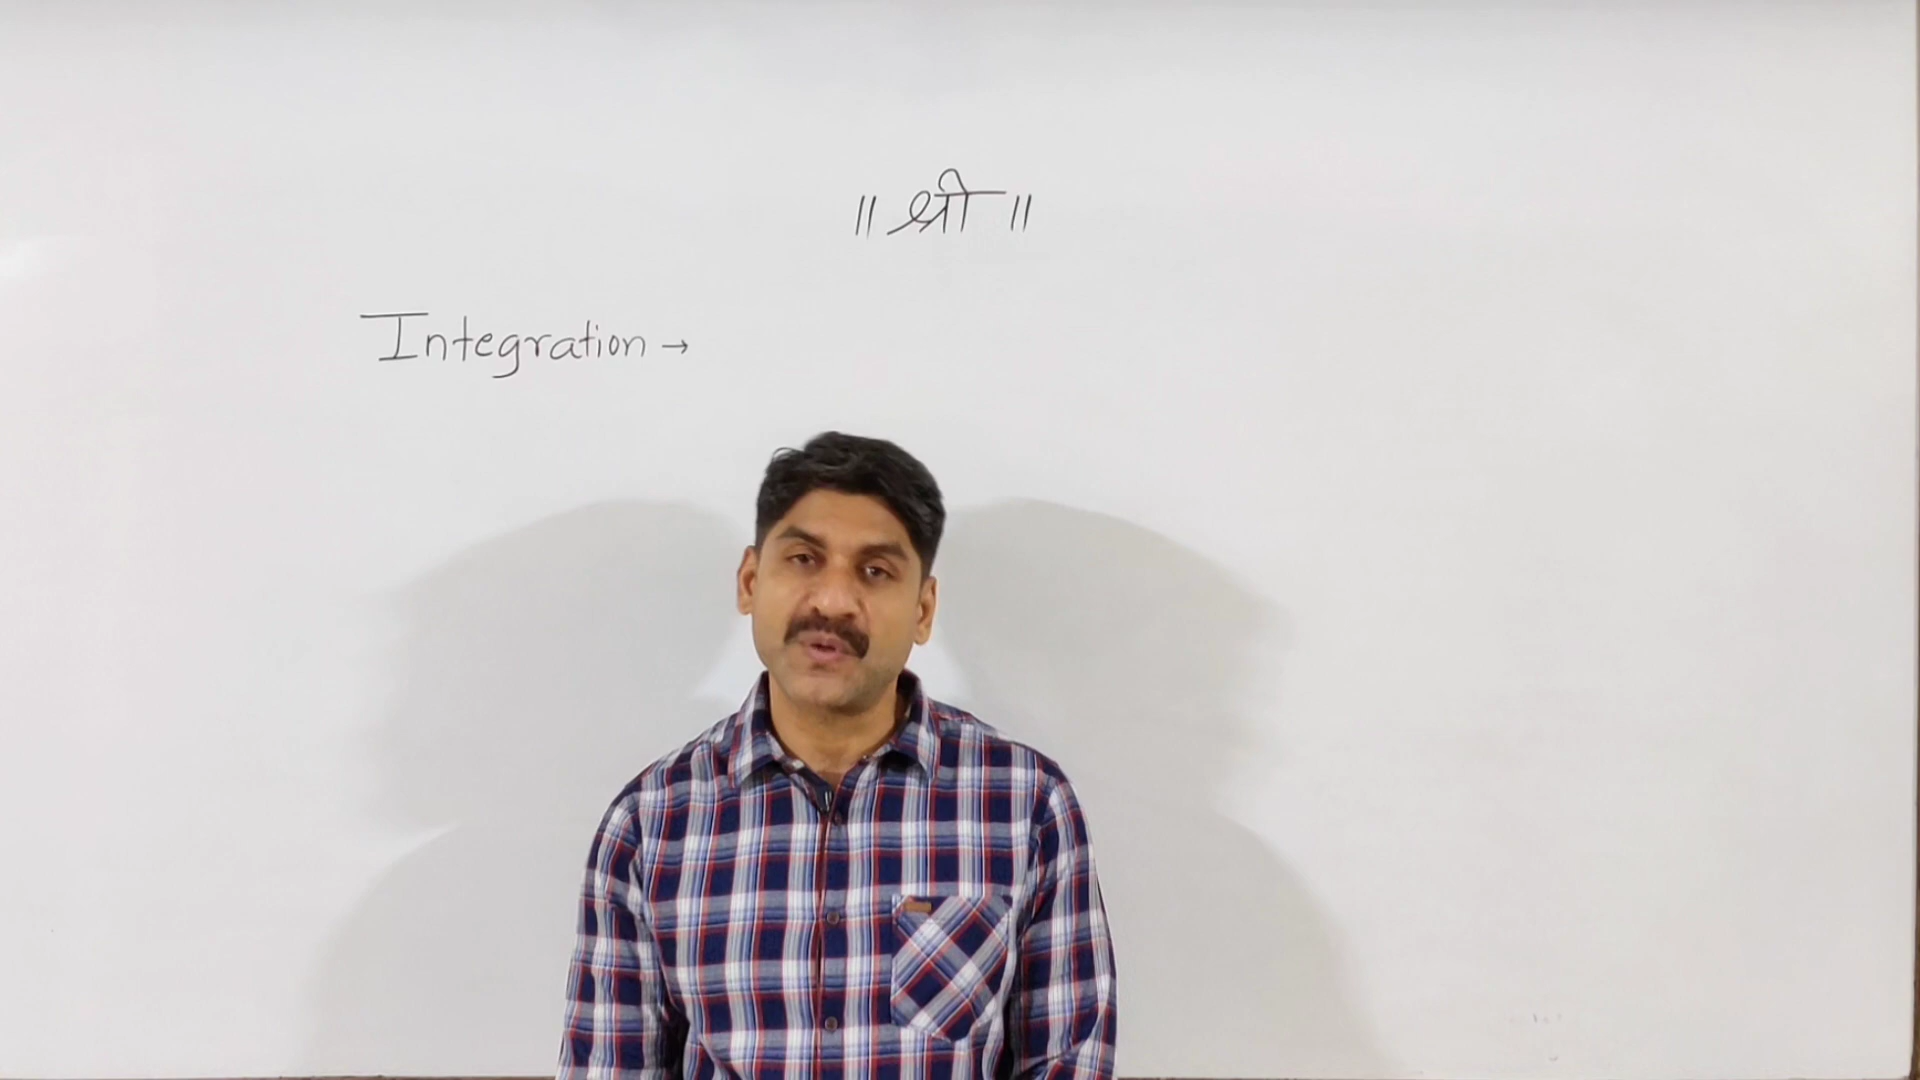 ॥ श्री ॥
Integration →